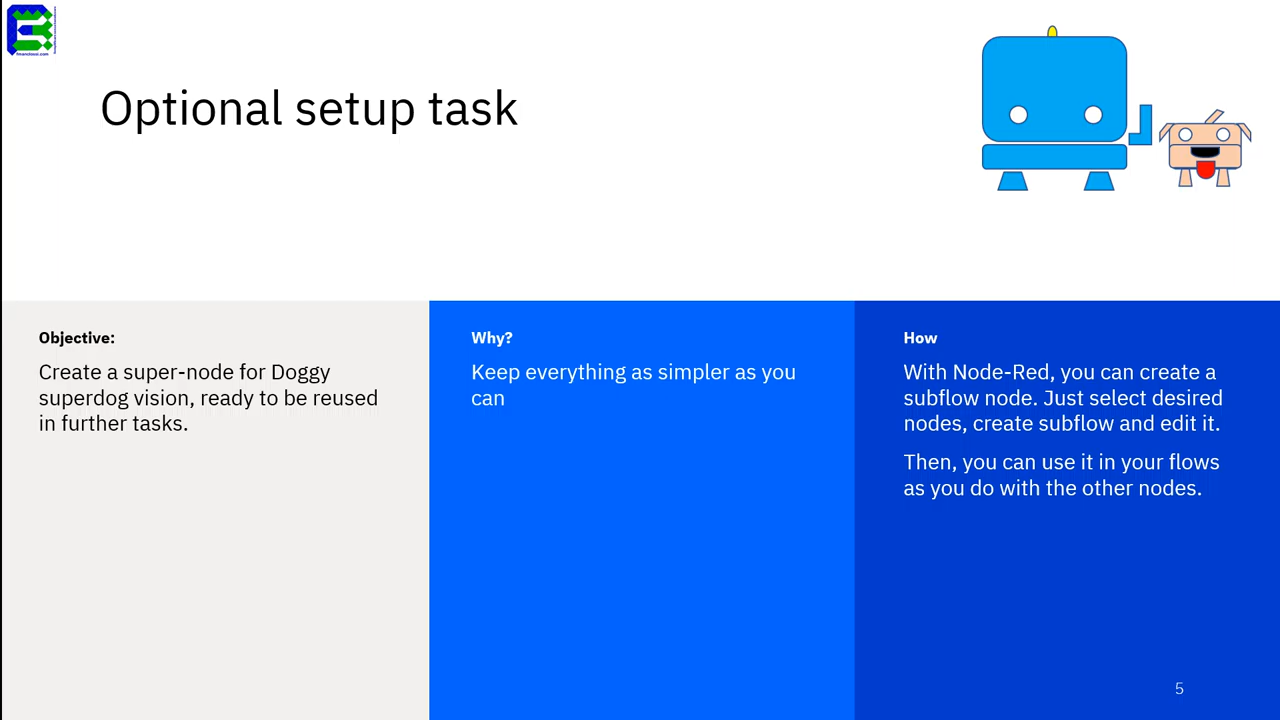 Optional setup task
Objective:
Create a super-node for Doggy
superdog vision, ready to be reused
in further tasks.
Why?
Keep everything as simpler as you
can
How
With Node-Red, you can create a
subflow node. Just select desired
nodes, create subflow and edit it.
Then, you can use it in your flows
as you do with the other nodes.
5